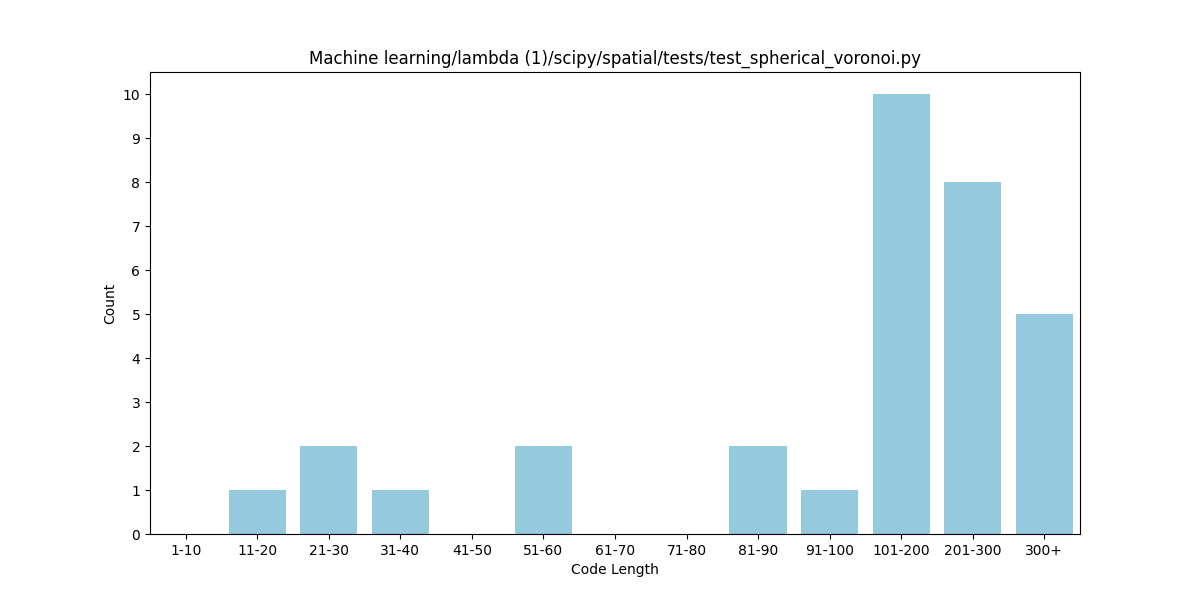 Machine learning/lambda (1)/scipy/spatial/tests/test_spherical_voronoi.py
10
9
8
7
6
5
4
3
2
1
0
Count
1-10 11-20 21-30 31-40 41-50 51-60 61-70 71-80 81-90 91-100 101-200 201-300 300+
Code Length